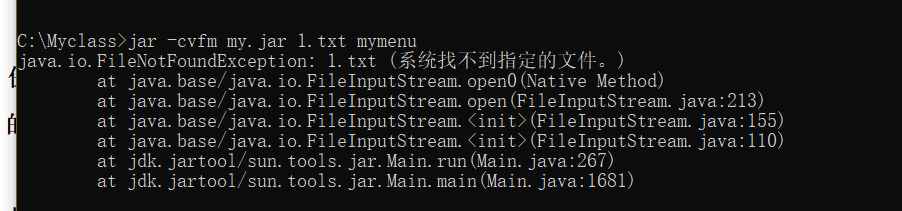 C:\Myclass>jar -cvfm my.jar 1.txt mymenu
java.io.FileNotFoundException: 1.txt (系统找不到指定的文件。)
at java.base/java.io.FileInputStream.open0(Native Method)
at java.base/java.io.FileInputStream.open(FileInputStream.java:213)
at java.base/java.io.FileInputStream.<init>(FileInputStream.java:155)
at java.base/java.io.FileInputStream.<init>(FileInputStream.java:110)
at jdk.jartool/sun.tools.jar.Main.run(Main.java:267)
at jdk.jartool/sun.tools.jar.Main.main(Main.java:1681)